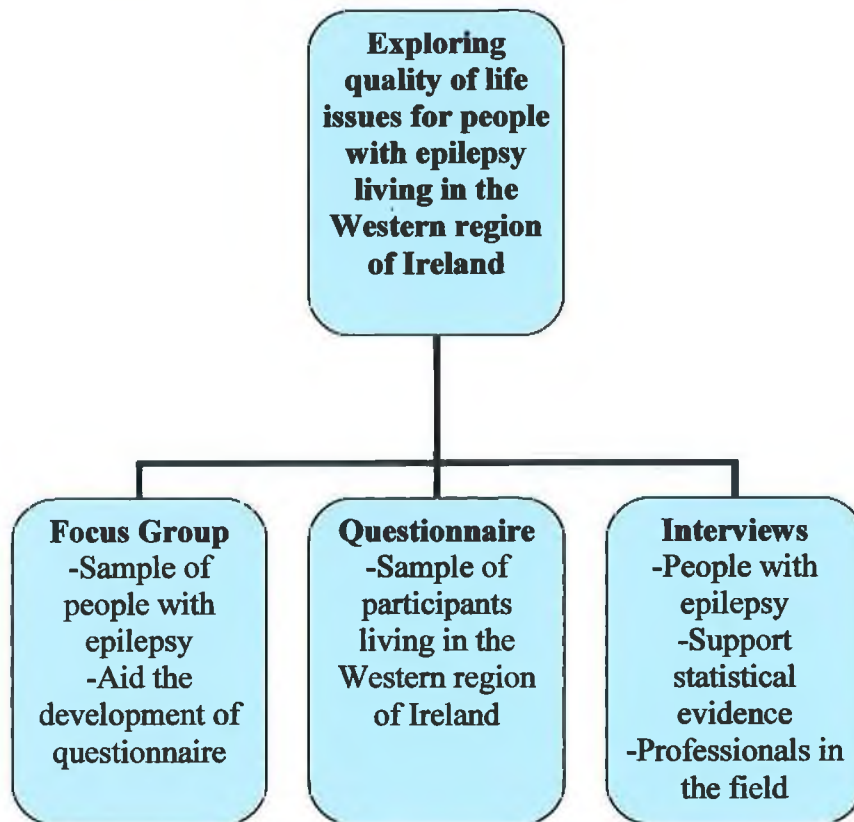 Exploring
quality of life
issues for people
with epilepsy
living in the
Western region
of Ireland
Focus Group
-Sample of
people with
epilepsy
-Aid the
development of
questionnaire
Questionnaire
-Sample of
participants
living in the
Western region
of Ireland
Interviews
-People with
epilepsy
-Support
statistical
evidence
-Professionals in
the field